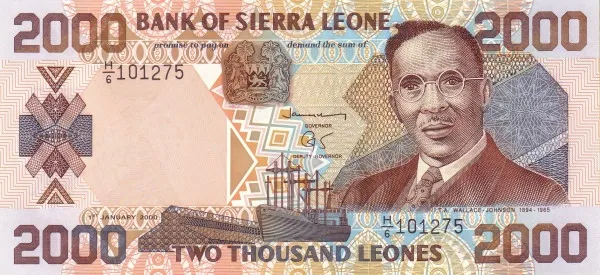 2000 BANK OF SIERRA LEONE 2000
promise to pay on demand the sum of
H/6 101275
GOVERNOR
DEPUTY GOVERNOR
I.T.A. WALLACE-JOHNSON 1894-1965
1ST JANUARY 2000
H/6 101275
2000 TWO THOUSAND LEONES 2000